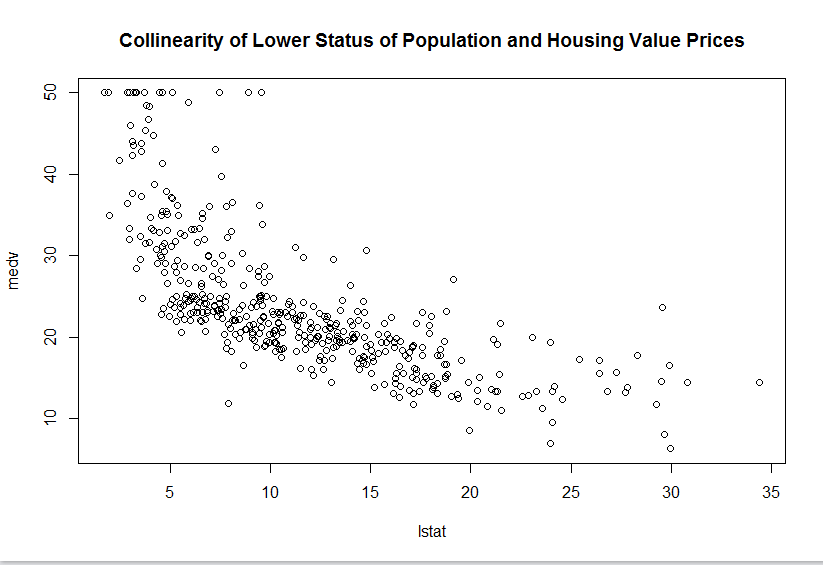 Collinearity of Lower Status of Population and Housing Value Prices
50
40
30
20
10
medv
5 10 15 20 25 30 35
lstat